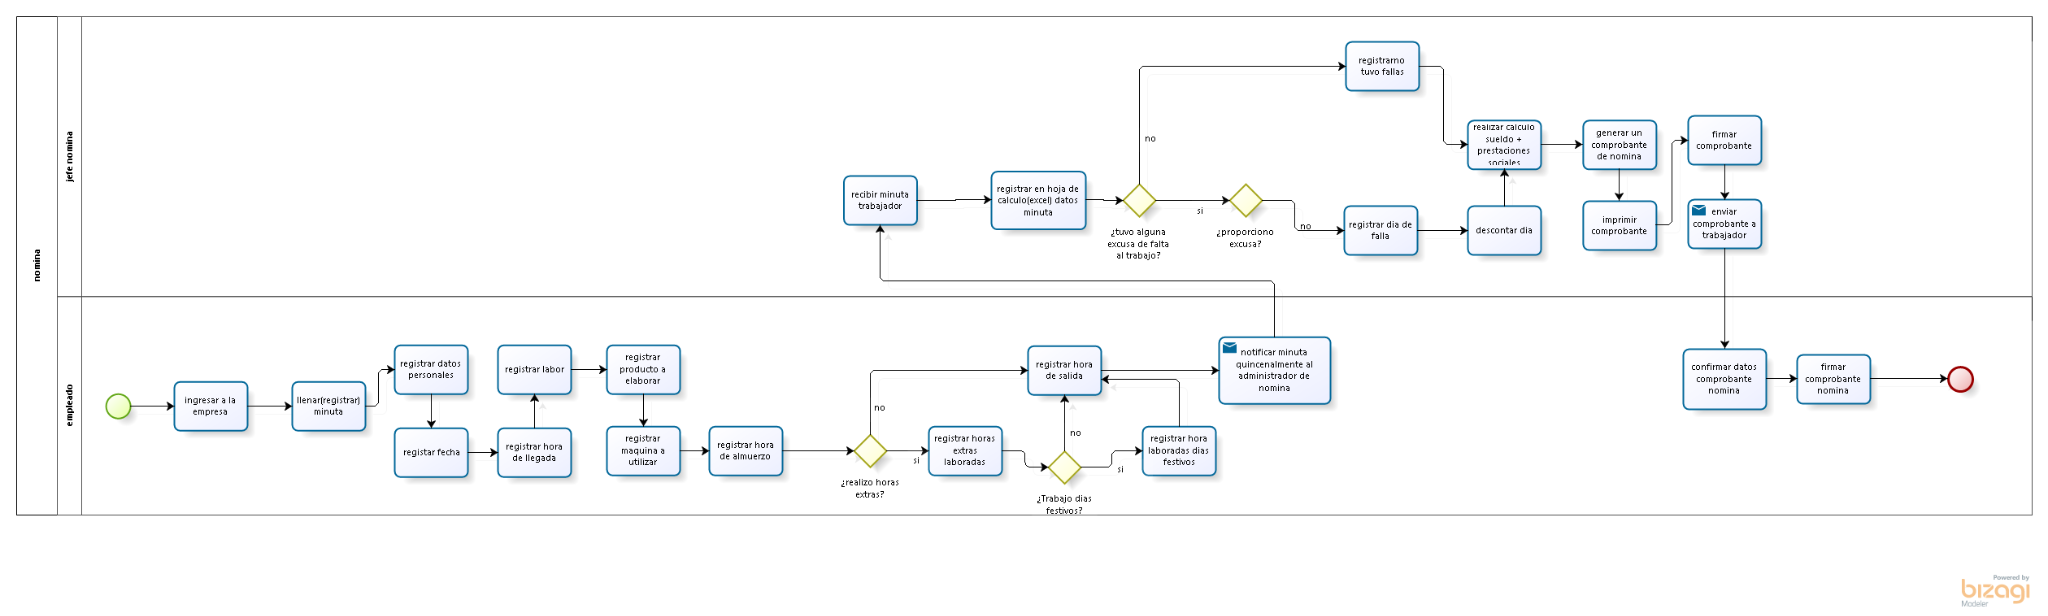 nomina
jefe nomina
registrarno
tuvo fallas
no
realizar calculo
sueldo +
prestaciones
sociales
generar un
comprobante
de nomina
firmar
comprobante
recibir minuta
trabajador
registrar en hoja de
calculo(excel) datos
minuta
si
¿tuvo alguna
excusa de falta
al trabajo?
¿proporciono
excusa?
no
registrar dia de
falla
descontar dia
imprimir
comprobante
enviar
comprobante a
trabajador
empleado
ingresar a la
empresa
llenar(registrar)
minuta
registrar datos
personales
registar fecha
registrar labor
registrar hora
de llegada
registrar
producto a
elaborar
registrar
maquina a
utilizar
registrar hora
de almuerzo
no
si
¿realizo horas
extras?
registrar horas
extras
laboradas
registrar hora
de salida
no
si
¿Trabajo dias
festivos?
registrar hora
laboradas dias
festivos
notificar minuta
quincenalmente al
administrador de
nomina
confirmar datos
comprobante
nomina
firmar
comprobante
nomina
Powered by
bizagi
Modeler